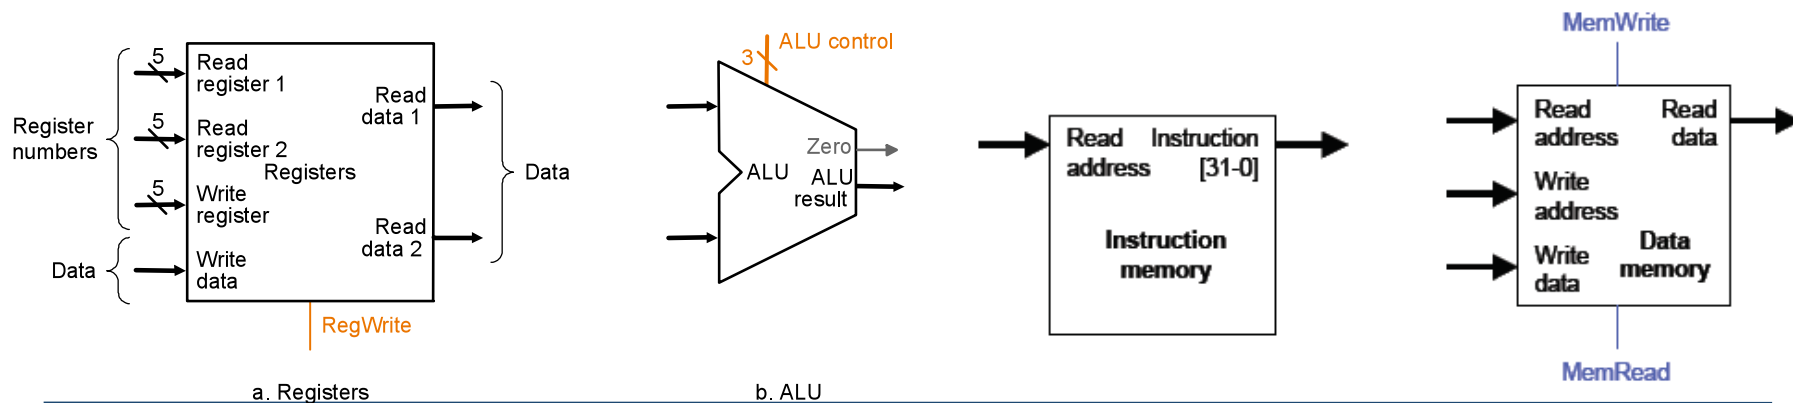 Register
numbers
Data
5
5
5
Read
register 1
Read
register 2
Registers
Write
register
Write
data
Read
data 1
Read
data 2
Data
RegWrite
a. Registers
ALU control
3
Zero
ALU
ALU
result
b. ALU
Read
address
Instruction
[31-0]
Instruction
memory
MemWrite
Read
address
Read
data
Write
address
Write
data
Data
memory
MemRead